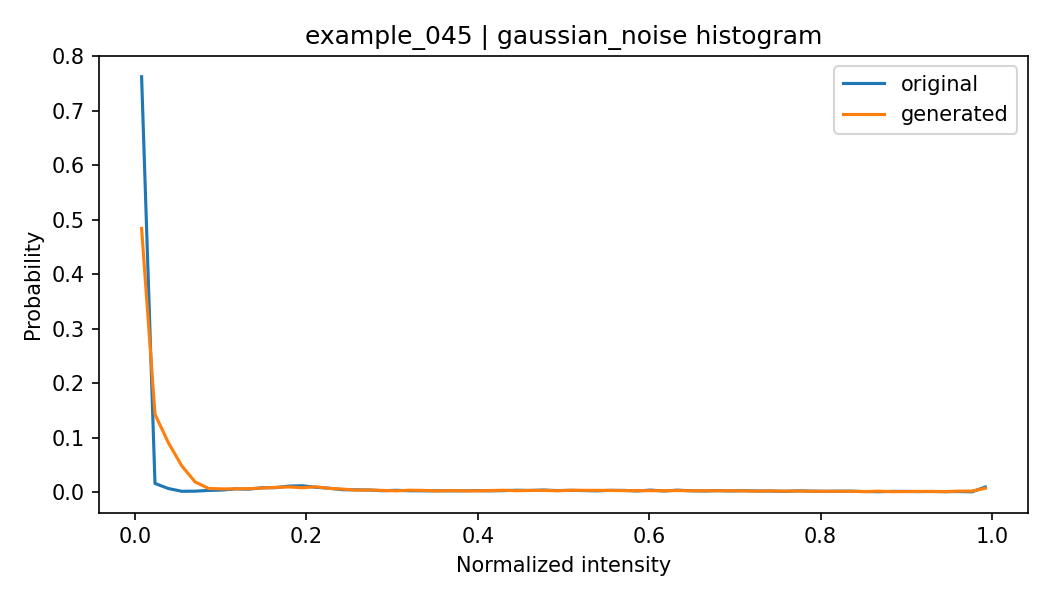 example_045 | gaussian_noise histogram
original
generated
Probability
0.8
0.7
0.6
0.5
0.4
0.3
0.2
0.1
0.0
0.0 0.2 0.4 0.6 0.8 1.0
Normalized intensity